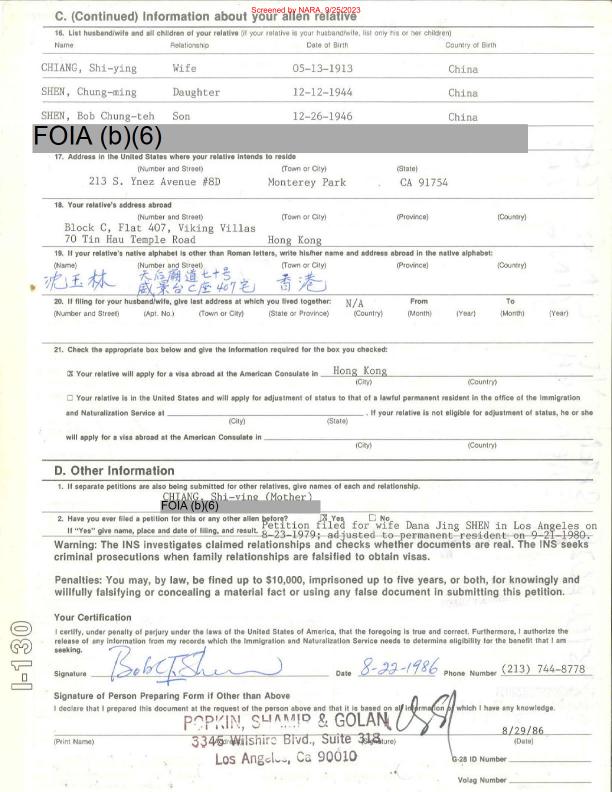 Screened by NARA, 9/25/2023
C. (Continued) Information about your alien relative
16. List husband/wife and all children of your relative (if your relative is your husband/wife, list only his or her children)
Name Relationship Date of Birth Country of Birth
CHIANG, Shi-ying Wife 05-13-1913 China
SHEN, Chung-ming Daughter 12-12-1944 China
SHEN, Bob Chung-teh Son 12-26-1946 China
FOIA (b)(6)
17. Address in the United States where your relative intends to reside
(Number and Street) (Town or City) (State)
213 S. Ynez Avenue #8D Monterey Park CA 91754
18. Your relative's address abroad
(Number and Street) (Town or City) (Province) (Country)
Block C, Flat 407, Viking Villas
70 Tin Hau Temple Road Hong Kong
19. If your relative's native alphabet is other than Roman letters, write his/her name and address abroad in the native alphabet:
(Name) (Number and Street) (Town or City) (Province) (Country)
沈玉林 天后廟道七十号 香港
威景台C座407宅
20. If filing for your husband/wife, give last address at which you lived together: N/A From To
(Number and Street) (Apt. No.) (Town or City) (State or Province) (Country) (Month) (Year) (Month) (Year)
21. Check the appropriate box below and give the information required for the box you checked:
☒ Your relative will apply for a visa abroad at the American Consulate in Hong Kong
(City) (Country)
☐ Your relative is in the United States and will apply for adjustment of status to that of a lawful permanent resident in the office of the Immigration
and Naturalization Service at . If your relative is not eligible for adjustment of status, he or she
(City) (State)
will apply for a visa abroad at the American Consulate in
(City) (Country)
D. Other Information
1. If separate petitions are also being submitted for other relatives, give names of each and relationship.
CHIANG, Shi-ying (Mother)
FOIA (b)(6)
2. Have you ever filed a petition for this or any other alien before? ☒ Yes ☐ No
If "Yes" give name, place and date of filing, and result. Petition filed for wife Dana Jing SHEN in Los Angeles on
8-23-1979; adjusted to permanent resident on 9-21-1980.
Warning: The INS investigates claimed relationships and checks whether documents are real. The INS seeks
criminal prosecutions when family relationships are falsified to obtain visas.
Penalties: You may, by law, be fined up to $10,000, imprisoned up to five years, or both, for knowingly and
willfully falsifying or concealing a material fact or using any false document in submitting this petition.
Your Certification
I certify, under penalty of perjury under the laws of the United States of America, that the foregoing is true and correct. Furthermore, I authorize the
release of any information from my records which the Immigration and Naturalization Service needs to determine eligibility for the benefit that I am
seeking.
Signature Bob T Shen Date 8-22-1986 Phone Number (213) 744-8778
Signature of Person Preparing Form if Other than Above
I declare that I prepared this document at the request of the person above and that it is based on all information of which I have any knowledge.
POPKIN, SHAMIR & GOLAN
3345 Wilshire Blvd., Suite 318 8/29/86
(Print Name) (Signature) (Date)
Los Angeles, Ca 90010
G-28 ID Number
Volag Number
I-130